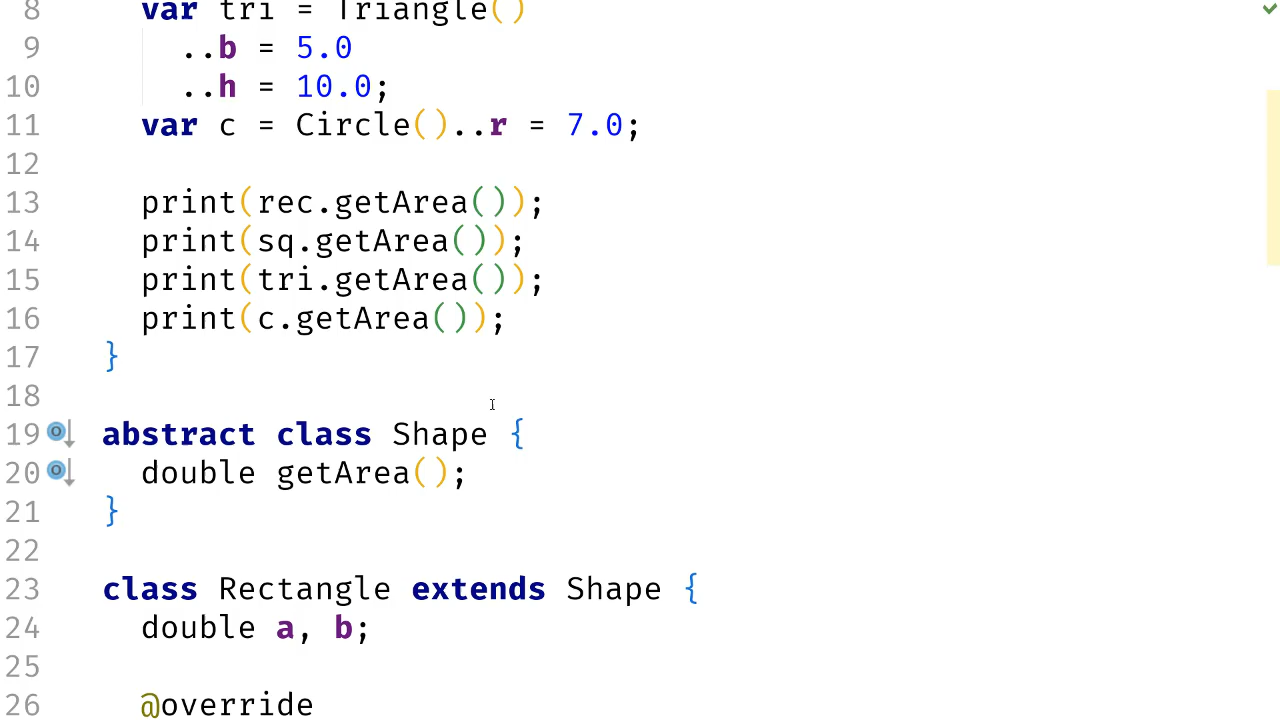 8 var tri = Triangle()
9 ..b = 5.0
10 ..h = 10.0;
11 var c = Circle()..r = 7.0;
12
13 print(rec.getArea());
14 print(sq.getArea());
15 print(tri.getArea());
16 print(c.getArea());
17 }
18
19 abstract class Shape {
20 double getArea();
21 }
22
23 class Rectangle extends Shape {
24 double a, b;
25
26 @override